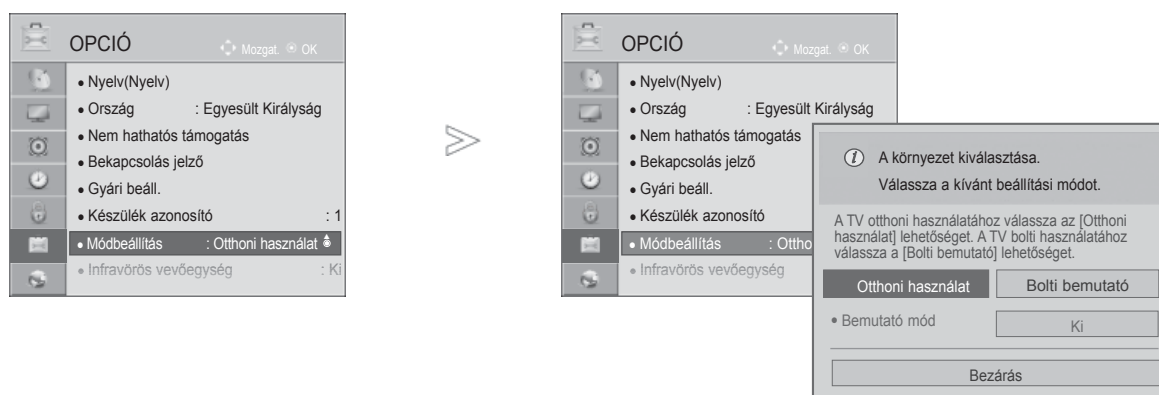 OPCIÓ
Mozgat. OK
• Nyelv(Nyelv)
• Ország : Egyesült Királyság
• Nem hathatós támogatás
• Bekapcsolás jelző
• Gyári beáll.
• Készülék azonosító : 1
• Módbeállítás : Otthoni használat
• Infravörös vevőegység : Ki
OPCIÓ
Mozgat. OK
• Nyelv(Nyelv)
• Ország : Egyesült Királyság
• Nem hathatós támogatás
• Bekapcsolás jelző
• Gyári beáll.
• Készülék azonosító
• Módbeállítás : Ottho
• Infravörös vevőegység
i A környezet kiválasztása.
Válassza a kívánt beállítási módot.
A TV otthoni használatához válassza az [Otthoni
használat] lehetőséget. A TV bolti használatához
válassza a [Bolti bemutató] lehetőséget.
Otthoni használat Bolti bemutató
• Bemutató mód Ki
Bezárás